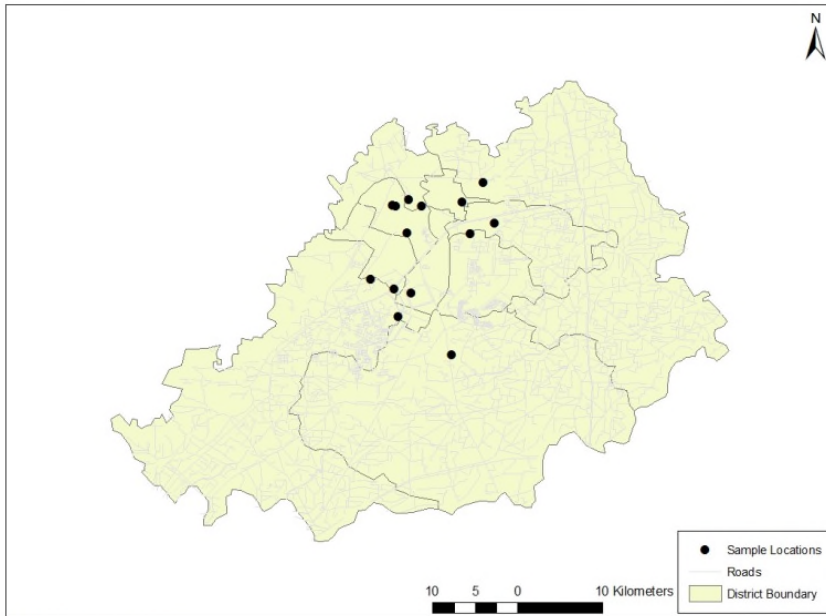 N
Sample Locations
Roads
District Boundary
10 5 0 10 Kilometers